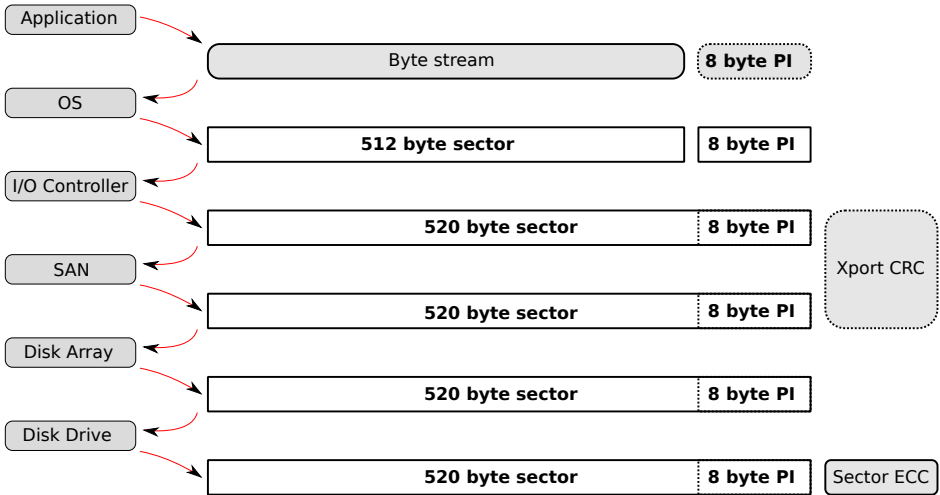 Application
Byte stream
8 byte PI
OS
512 byte sector
8 byte PI
I/O Controller
520 byte sector
8 byte PI
Xport CRC
SAN
520 byte sector
8 byte PI
Disk Array
520 byte sector
8 byte PI
Disk Drive
520 byte sector
8 byte PI
Sector ECC